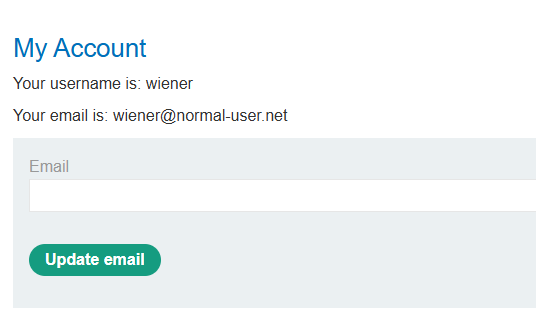 My Account
Your username is: wiener
Your email is: wiener@normal-user.net
Email
Update email